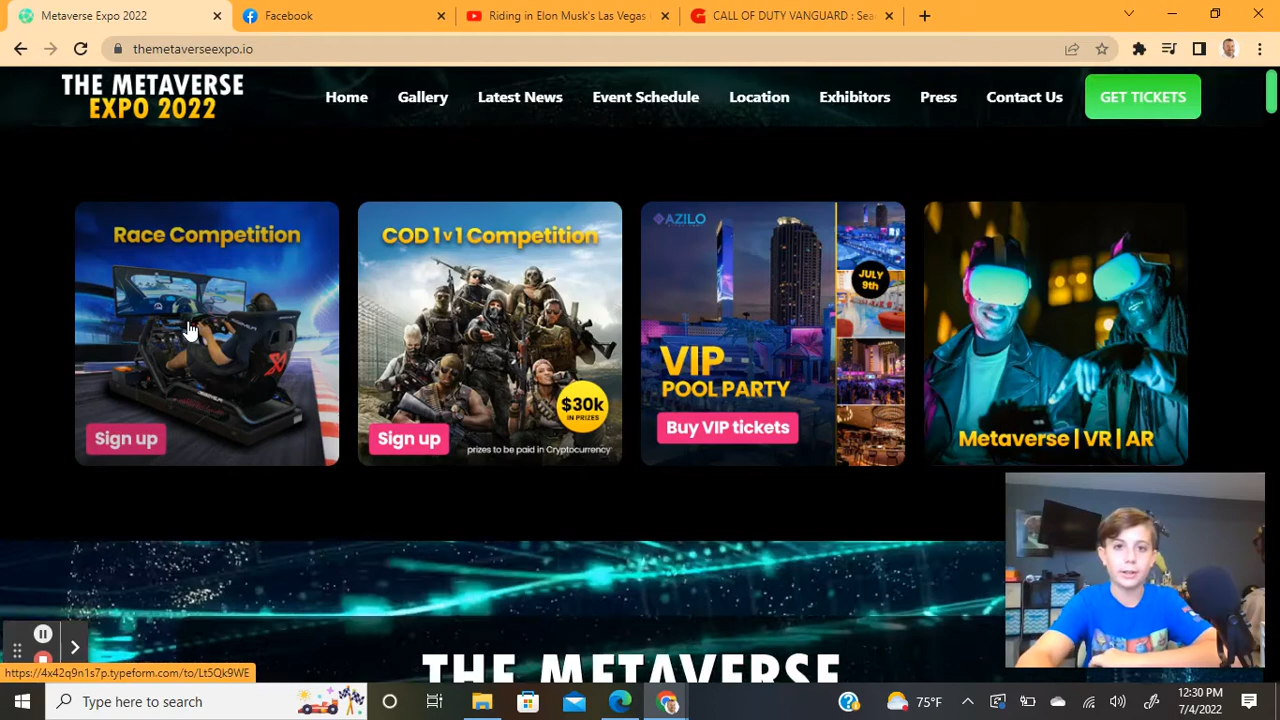 Metaverse Expo 2022
Facebook
Riding in Elon Musk's Las Vegas
CALL OF DUTY VANGUARD : Sea
themetaverseexpo.io
THE METAVERSE
EXPO 2022
Home
Gallery
Latest News
Event Schedule
Location
Exhibitors
Press
Contact Us
GET TICKETS
Race Competition
Sign up
COD 1 v 1 Competition
$30k
IN PRIZES
Sign up
prizes to be paid in Cryptocurrency
AZILO
JULY
9th
VIP
POOL PARTY
Buy VIP tickets
Metaverse | VR | AR
THE METAVERSE
https://4x42q9n1s7p.typeform.com/to/Lt5Qk9WE
Type here to search
75°F
12:30 PM
7/4/2022